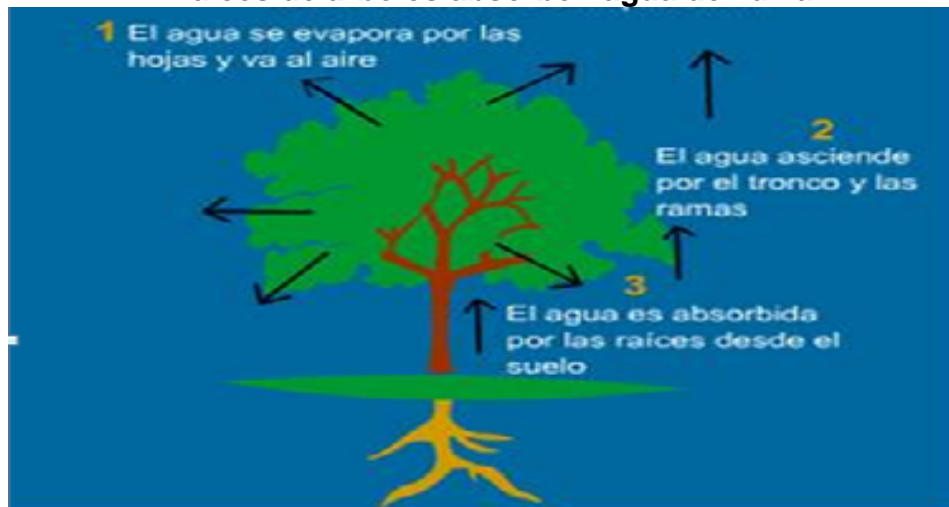 1 El agua se evapora por las
hojas y va al aire
2
El agua asciende
por el tronco y las
ramas
3
El agua es absorbida
por las raíces desde el
suelo